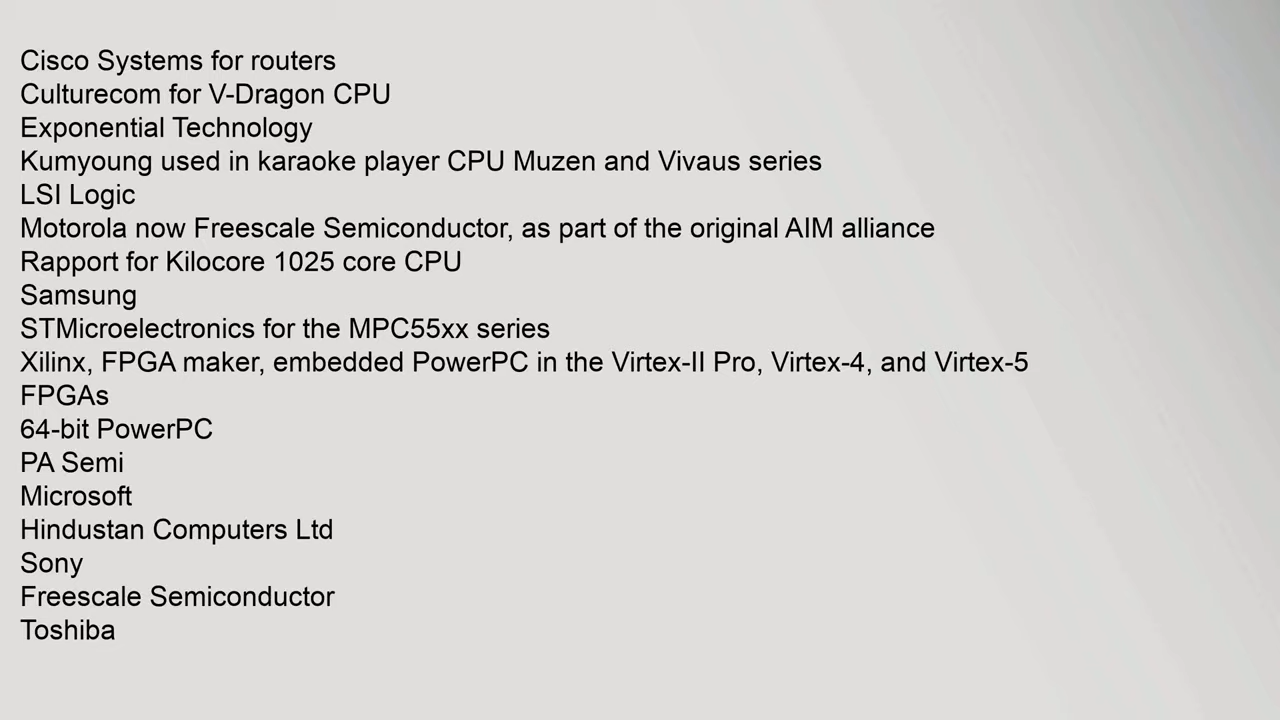 Cisco Systems for routers
Culturecom for V-Dragon CPU
Exponential Technology
Kumyoung used in karaoke player CPU Muzen and Vivaus series
LSI Logic
Motorola now Freescale Semiconductor, as part of the original AIM alliance
Rapport for Kilocore 1025 core CPU
Samsung
STMicroelectronics for the MPC55xx series
Xilinx, FPGA maker, embedded PowerPC in the Virtex-II Pro, Virtex-4, and Virtex-5
FPGAs
64-bit PowerPC
PA Semi
Microsoft
Hindustan Computers Ltd
Sony
Freescale Semiconductor
Toshiba